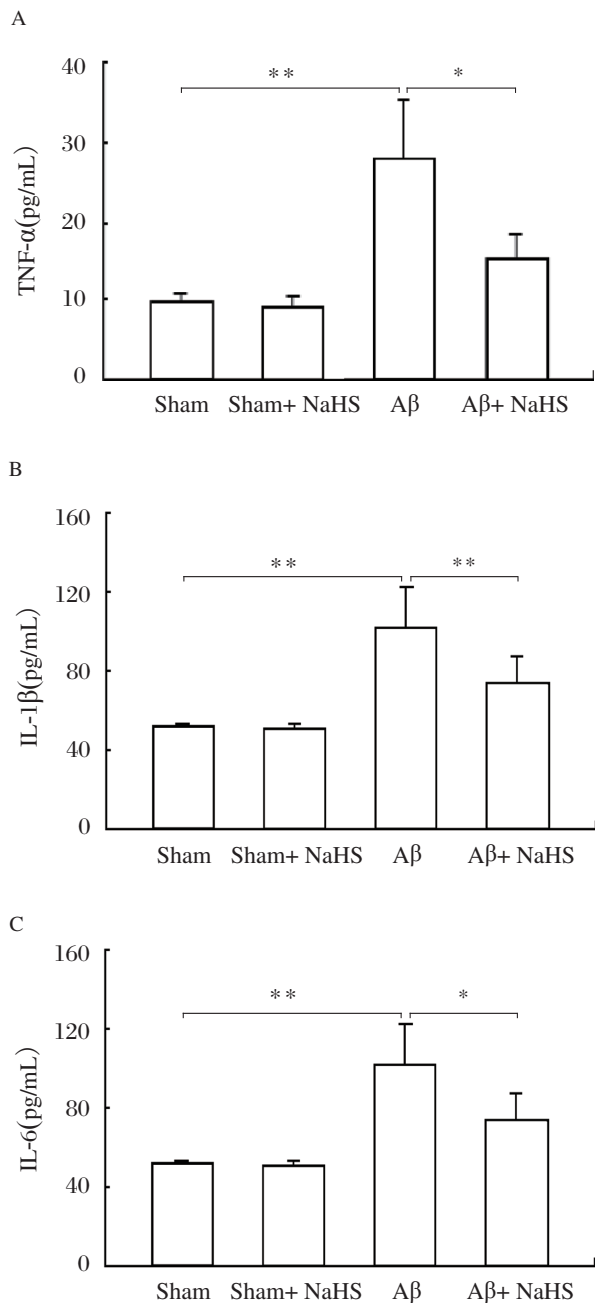 A
40
30
20
10
0
TNF-α(pg/mL)
** *
Sham Sham+ NaHS Aβ Aβ+ NaHS
B
160
120
80
40
0
IL-1β(pg/mL)
** **
Sham Sham+ NaHS Aβ Aβ+ NaHS
C
160
120
80
40
0
IL-6(pg/mL)
** *
Sham Sham+ NaHS Aβ Aβ+ NaHS